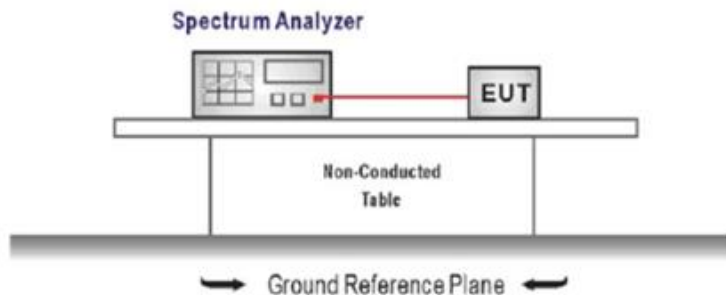 Spectrum Analyzer
EUT
Non-Conducted
Table
Ground Reference Plane